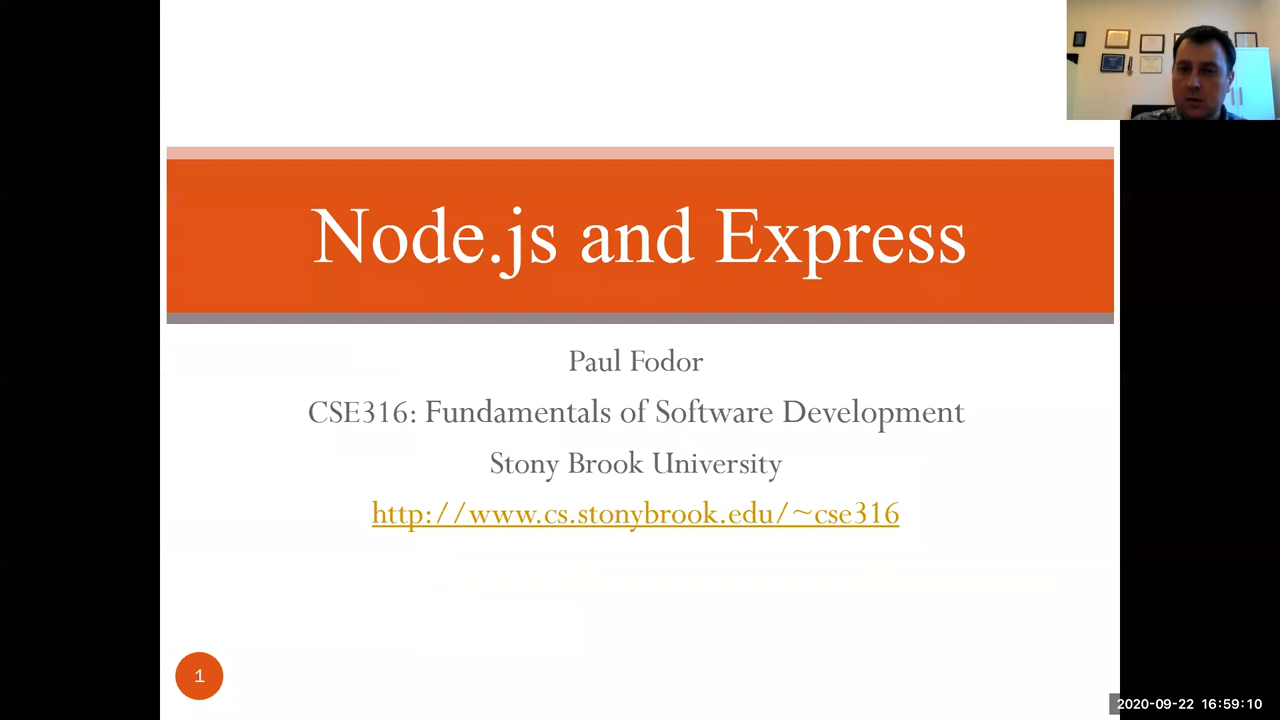 Node.js and Express
Paul Fodor
CSE316: Fundamentals of Software Development
Stony Brook University
http://www.cs.stonybrook.edu/~cse316
1
2020-09-22 16:59:10